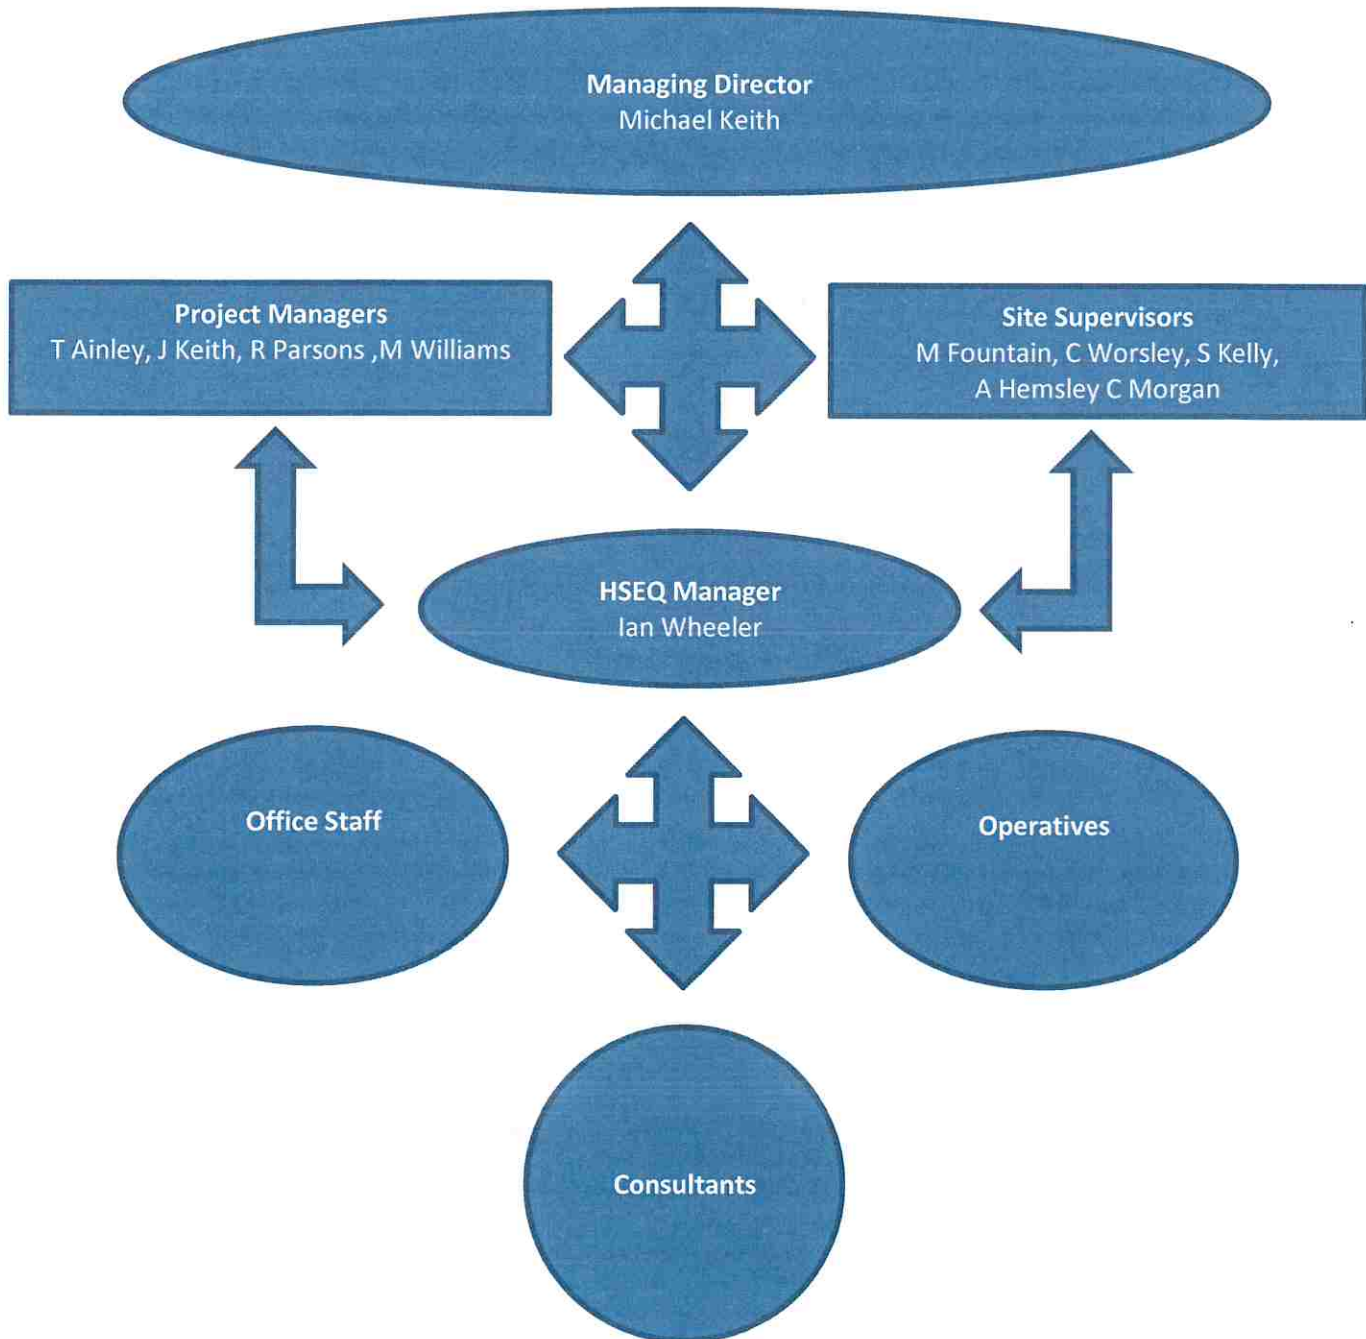 Managing Director
Michael Keith
Project Managers
T Ainley, J Keith, R Parsons ,M Williams
Site Supervisors
M Fountain, C Worsley, S Kelly,
A Hemsley C Morgan
HSEQ Manager
Ian Wheeler
Office Staff
Operatives
Consultants